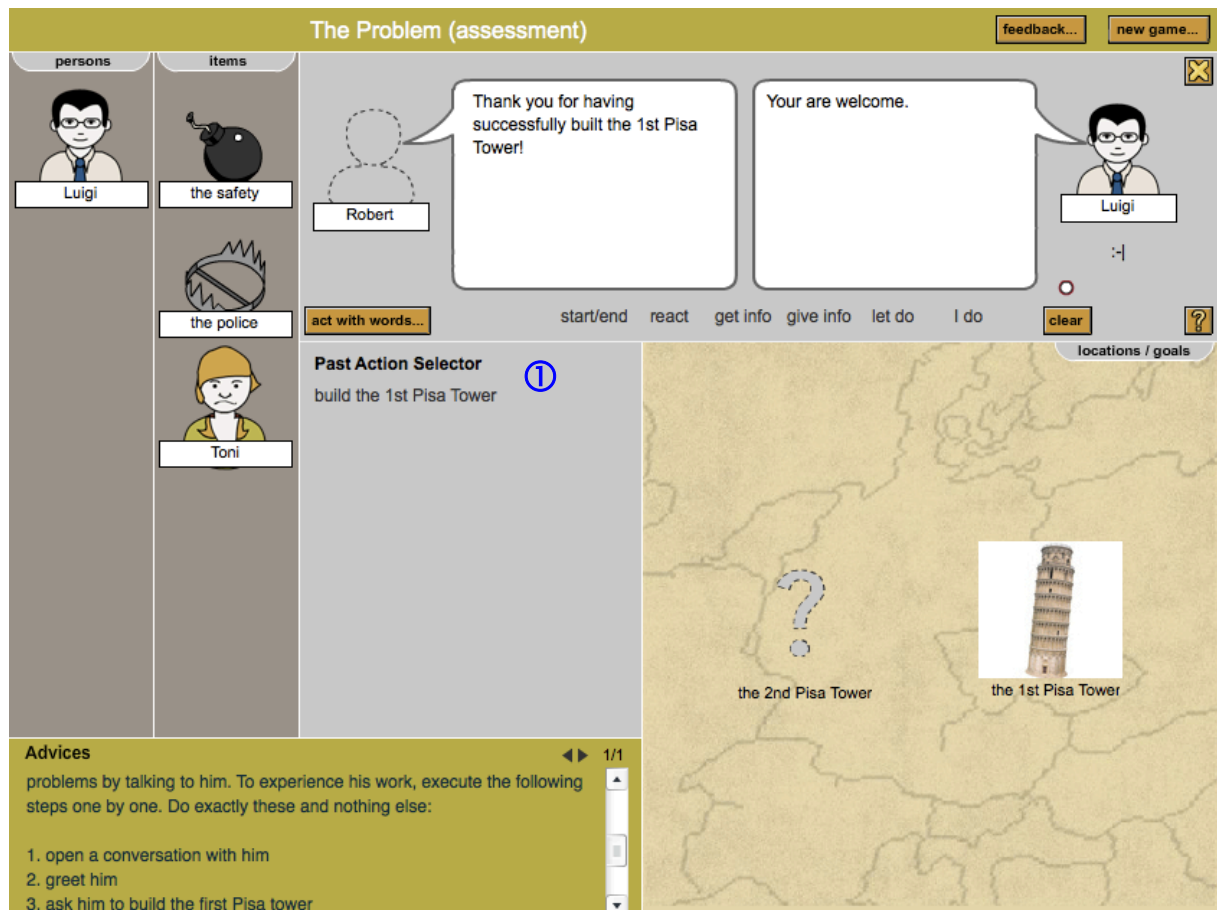 The Problem (assessment)
feedback...
new game...
persons
items
Luigi
the safety
the police
Toni
Robert
Thank you for having
successfully built the 1st Pisa
Tower!
Your are welcome.
Luigi
:-|
act with words...
start/end react get info give info let do I do
clear
?
Past Action Selector
①
build the 1st Pisa Tower
locations / goals
?
the 2nd Pisa Tower
the 1st Pisa Tower
Advices
1/1
problems by talking to him. To experience his work, execute the following
steps one by one. Do exactly these and nothing else:
1. open a conversation with him
2. greet him
3. ask him to build the first Pisa tower